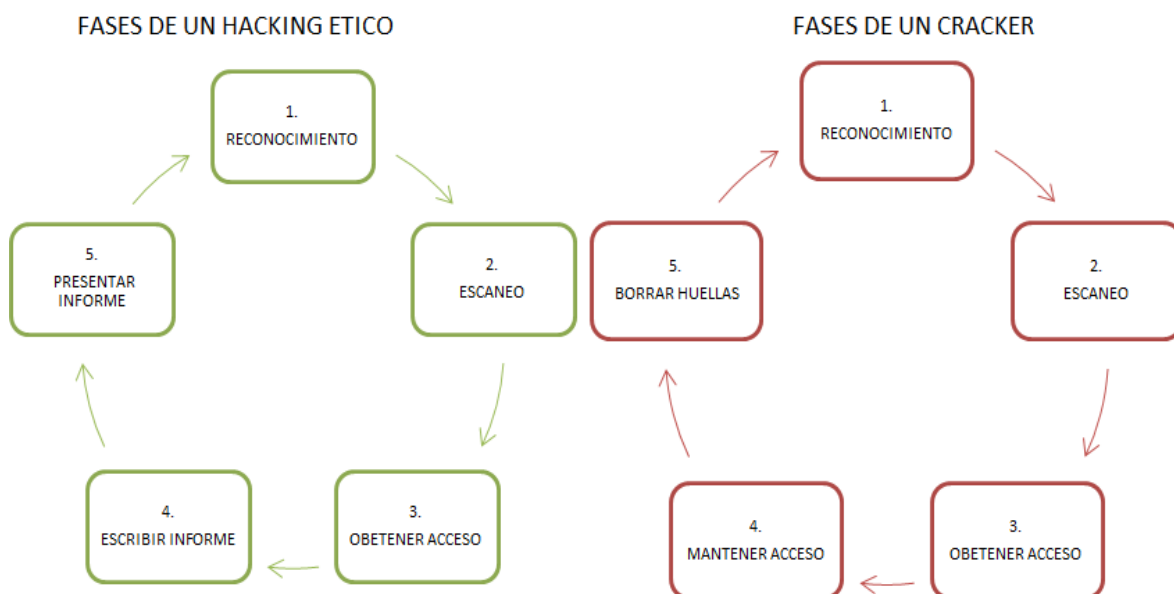 FASES DE UN HACKING ETICO
1.
RECONOCIMIENTO
2.
ESCANEO
3.
OBETENER ACCESO
4.
ESCRIBIR INFORME
5.
PRESENTAR
INFORME
FASES DE UN CRACKER
1.
RECONOCIMIENTO
2.
ESCANEO
3.
OBETENER ACCESO
4.
MANTENER ACCESO
5.
BORRAR HUELLAS